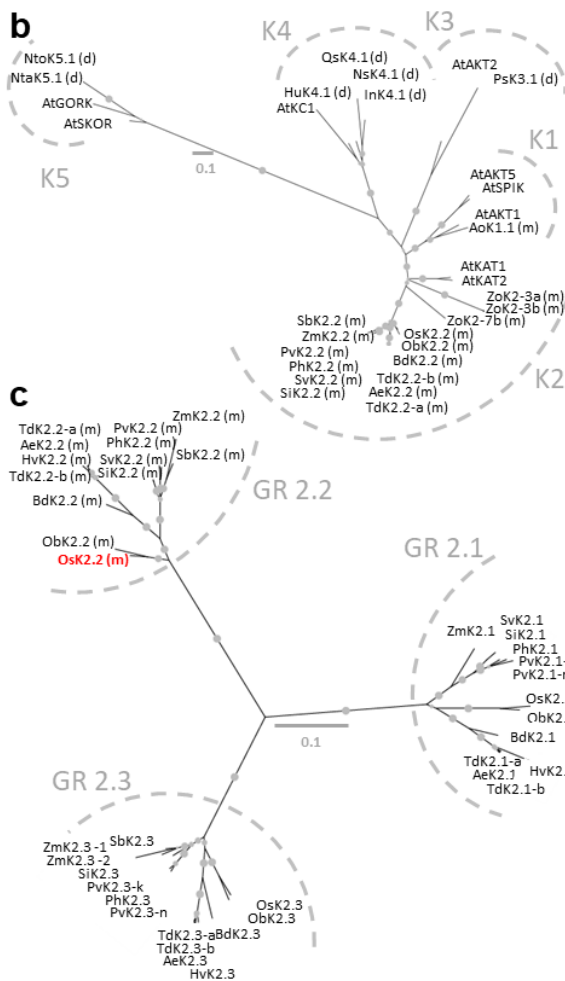 b
K4
K3
QsK4.1 (d)
NtoK5.1 (d)
NsK4.1 (d)
AtAKT2
NtaK5.1 (d)
HuK4.1 (d)
InK4.1 (d)
PsK3.1 (d)
AtGORK
AtKC1
AtSKOR
K1
K5
0.1
AtAKT5
AtSPIK
AtAKT1
AoK1.1 (m)
AtKAT1
AtKAT2
ZoK2-3a (m)
ZoK2-3b (m)
SbK2.2 (m)
ZoK2-7b (m)
ZmK2.2 (m)
OsK2.2 (m)
PvK2.2 (m)
ObK2.2 (m)
PhK2.2 (m)
BdK2.2 (m)
SvK2.2 (m)
TdK2.2-b (m)
SiK2.2 (m)
AeK2.2 (m)
TdK2.2-a (m)
K2
c
ZmK2.2 (m)
TdK2.2-a (m)
PvK2.2 (m)
AeK2.2 (m)
PhK2.2 (m)
HvK2.2 (m)
SvK2.2 (m)
SbK2.2 (m)
TdK2.2-b (m)
SiK2.2 (m)
BdK2.2 (m)
GR 2.2
ObK2.2 (m)
OsK2.2 (m)
GR 2.1
SvK2.1
ZmK2.1
SiK2.1
PhK2.1
PvK2.1-
PvK2.1-
OsK2.
ObK2.
0.1
BdK2.1
TdK2.1-a
HvK2.
AeK2.1
TdK2.1-b
GR 2.3
SbK2.3
ZmK2.3 -1
ZmK2.3 -2
SiK2.3
PvK2.3-k
PhK2.3
OsK2.3
PvK2.3-n
ObK2.3
TdK2.3-a
BdK2.3
TdK2.3-b
AeK2.3
HvK2.3